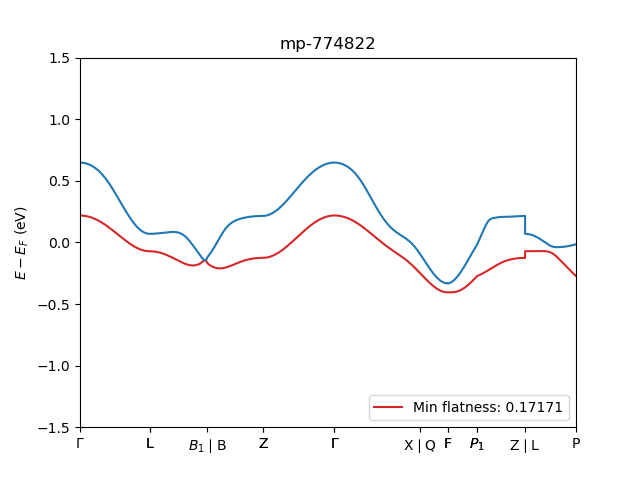 mp-774822
1.5
1.0
0.5
0.0
−0.5
−1.0
−1.5
E − E_F (eV)
Min flatness: 0.17171
Γ L B₁ | B Z Γ X | Q F P₁ Z | L P